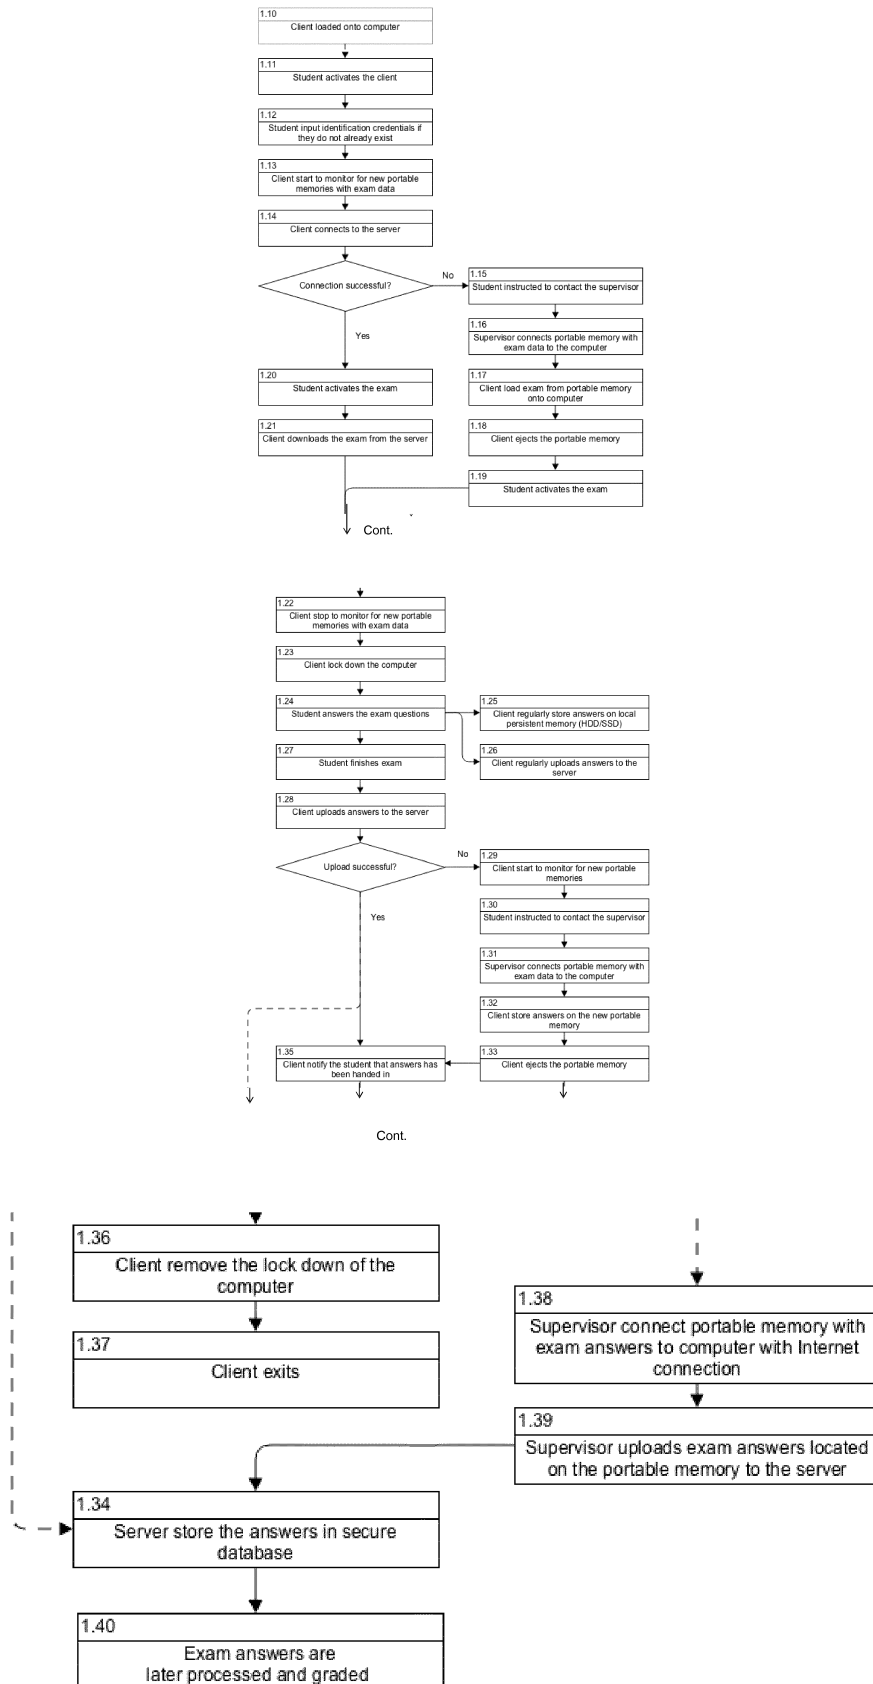 1.10
Client loaded onto computer
1.11
Student activates the client
1.12
Student input identification credentials if
they do not already exist
1.13
Client start to monitor for new portable
memories with exam data
1.14
Client connects to the server
Connection successful?
No
Yes
1.15
Student instructed to contact the supervisor
1.16
Supervisor connects portable memory with
exam data to the computer
1.17
Client load exam from portable memory
onto computer
1.18
Client ejects the portable memory
1.19
Student activates the exam
1.20
Student activates the exam
1.21
Client downloads the exam from the server
Cont.
1.22
Client stop to monitor for new portable
memories with exam data
1.23
Client lock down the computer
1.24
Student answers the exam questions
1.25
Client regularly store answers on local
persistent memory (HDD/SSD)
1.26
Client regularly uploads answers to the
server
1.27
Student finishes exam
1.28
Client uploads answers to the server
Upload successful?
No
Yes
1.29
Client start to monitor for new portable
memories
1.30
Student instructed to contact the supervisor
1.31
Supervisor connects portable memory with
exam data to the computer
1.32
Client store answers on the new portable
memory
1.33
Client ejects the portable memory
1.35
Client notify the student that answers has
been handed in
Cont.
1.36
Client remove the lock down of the
computer
1.37
Client exits
1.38
Supervisor connect portable memory with
exam answers to computer with Internet
connection
1.39
Supervisor uploads exam answers located
on the portable memory to the server
1.34
Server store the answers in secure
database
1.40
Exam answers are
later processed and graded